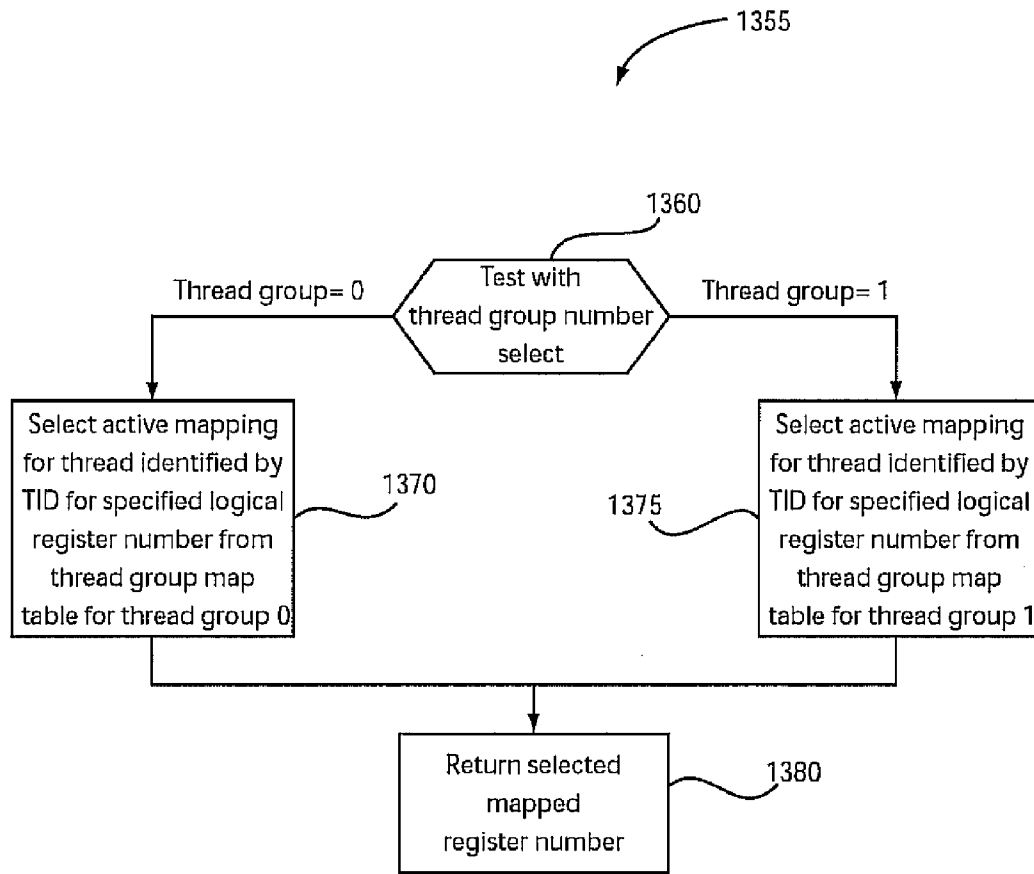 1355
1360
Test with
thread group number
select
Thread group= 0
Thread group= 1
Select active mapping
for thread identified by
TID for specified logical
register number from
thread group map
table for thread group 0
1370
1375
Select active mapping
for thread identified by
TID for specified logical
register number from
thread group map
table for thread group 1
Return selected
mapped
register number
1380